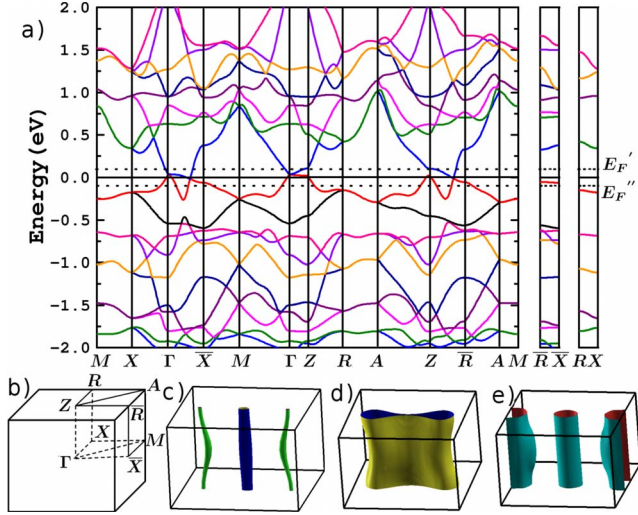 a)
Energy(eV)
2.0
1.5
1.0
0.5
0.0
−0.5
−1.0
−1.5
−2.0
E_F′
E_F″
M X Γ X̅ M Γ Z R A Z R̅ A M R̅ X̅ R X
b)
R
A
Z
R̅
X
M
Γ
X̅
c)
d)
e)